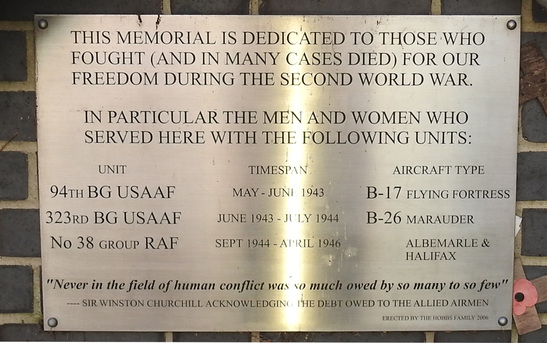 THIS MEMORIAL IS DEDICATED TO THOSE WHO
FOUGHT (AND IN MANY CASES DIED) FOR OUR
FREEDOM DURING THE SECOND WORLD WAR.
IN PARTICULAR THE MEN AND WOMEN WHO
SERVED HERE WITH THE FOLLOWING UNITS:
UNIT TIMESPAN AIRCRAFT TYPE
94TH BG USAAF MAY - JUNE 1943 B-17 FLYING FORTRESS
323RD BG USAAF JUNE 1943 - JULY 1944 B-26 MARAUDER
No 38 GROUP RAF SEPT 1944 - APRIL 1946 ALBEMARLE &
HALIFAX
"Never in the field of human conflict was so much owed by so many to so few"
---- SIR WINSTON CHURCHILL ACKNOWLEDGING THE DEBT OWED TO THE ALLIED AIRMEN
ERECTED BY THE HOBBS FAMILY 2006